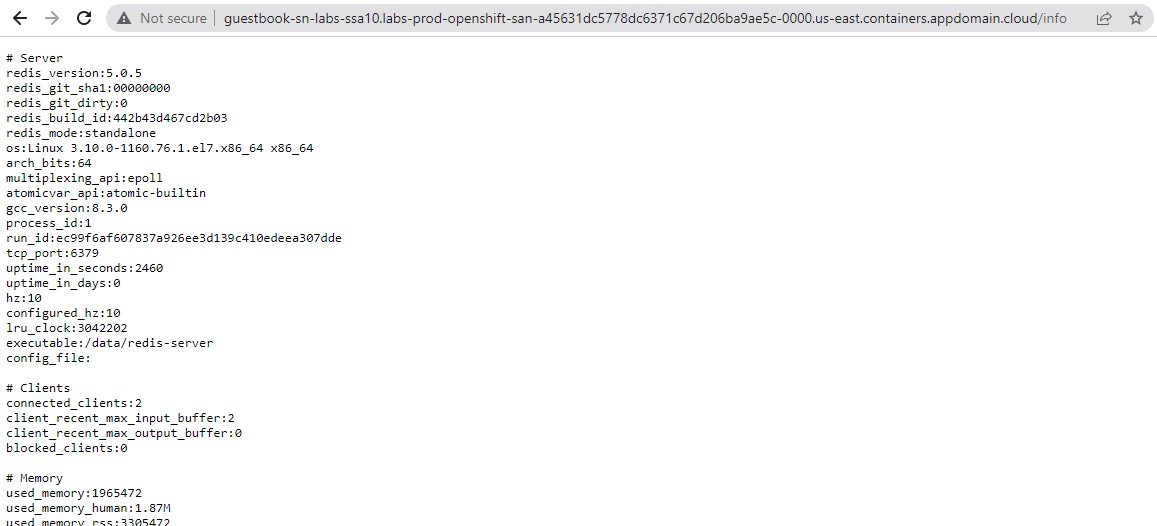 Not secure guestbook-sn-labs-ssa10.labs-prod-openshift-san-a45631dc5778dc6371c67d206ba9ae5c-0000.us-east.containers.appdomain.cloud/info
# Server
redis_version:5.0.5
redis_git_sha1:00000000
redis_git_dirty:0
redis_build_id:442b43d467cd2b03
redis_mode:standalone
os:Linux 3.10.0-1160.76.1.el7.x86_64 x86_64
arch_bits:64
multiplexing_api:epoll
atomicvar_api:atomic-builtin
gcc_version:8.3.0
process_id:1
run_id:ec99f6af607837a926ee3d139c410edeea307dde
tcp_port:6379
uptime_in_seconds:2460
uptime_in_days:0
hz:10
configured_hz:10
lru_clock:3042202
executable:/data/redis-server
config_file:
# Clients
connected_clients:2
client_recent_max_input_buffer:2
client_recent_max_output_buffer:0
blocked_clients:0
# Memory
used_memory:1965472
used_memory_human:1.87M
used_memory_rss:3305472